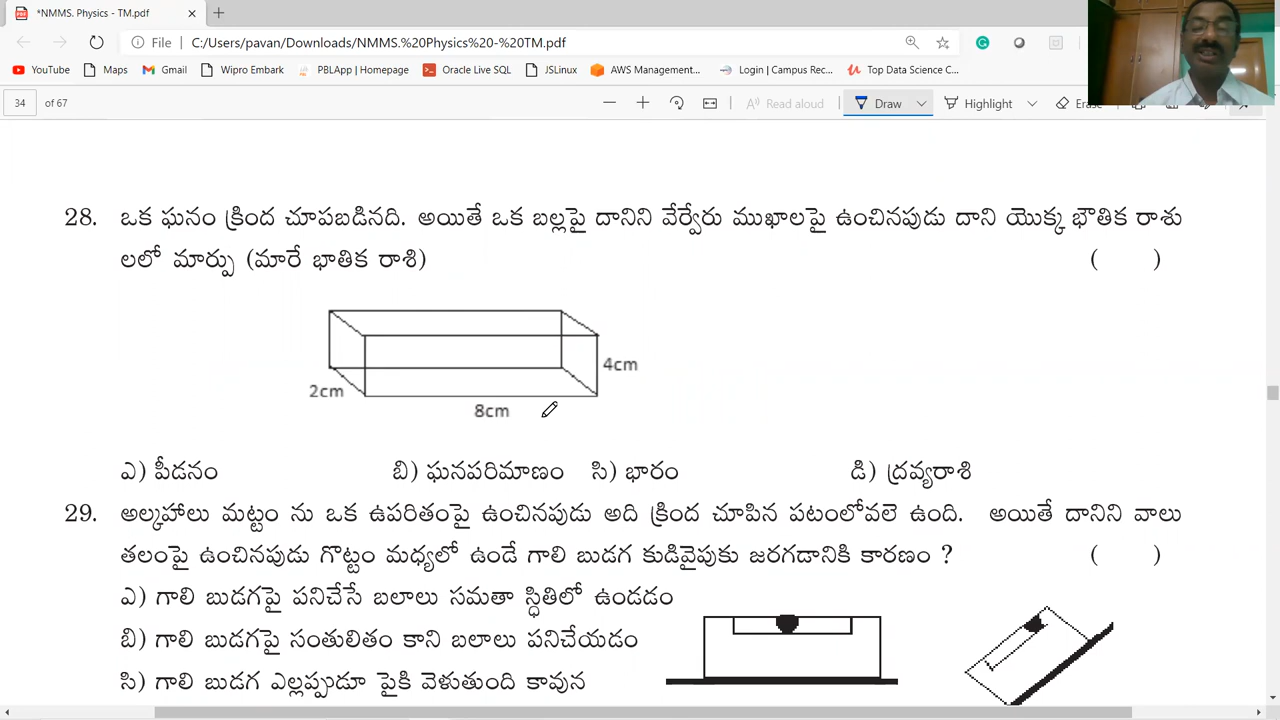 *NMMS. Physics - TM.pdf
File C:/Users/pavan/Downloads/NMMS.%20Physics%20-%20TM.pdf
YouTube Maps Gmail Wipro Embark PBLApp | Homepage Oracle Live SQL JSLinux AWS Management... Login | Campus Rec... Top Data Science C...
34 of 67 Read aloud Draw Highlight
28. ఒక ఘనం క్రింద చూపబడినది. అయితే ఒక బల్లపై దానిని వేర్వేరు ముఖాలపై ఉంచినపుడు దాని యొక్క భౌతిక రాశు
లలో మార్పు (మారే భాతిక రాశి) ( )
4cm
2cm
8cm
ఎ) పీడనం బి) ఘనపరిమాణం సి) భారం డి) ద్రవ్యరాశి
29. అల్కహాలు మట్టం ను ఒక ఉపరితంపై ఉంచినపుడు అది క్రింద చూపిన పటంలోవలె ఉంది. అయితే దానిని వాలు
తలంపై ఉంచినపుడు గొట్టం మధ్యలో ఉండే గాలి బుడగ కుడివైపుకు జరగడానికి కారణం ? ( )
ఎ) గాలి బుడగపై పనిచేసే బలాలు సమతా స్థితిలో ఉండడం
బి) గాలి బుడగపై సంతులితం కాని బలాలు పనిచేయడం
సి) గాలి బుడగ ఎల్లప్పుడూ పైకి వెళుతుంది కావున